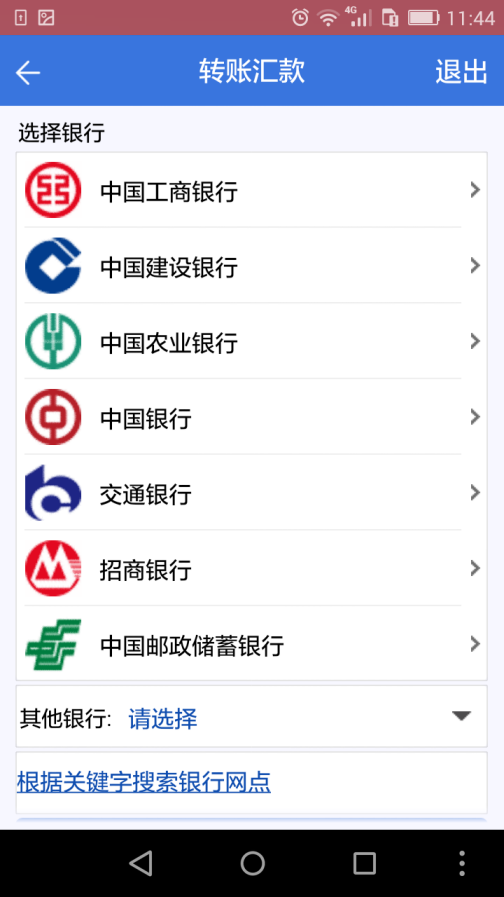 4G 11:44
转账汇款 退出
选择银行
中国工商银行
中国建设银行
中国农业银行
中国银行
交通银行
招商银行
中国邮政储蓄银行
其他银行: 请选择
根据关键字搜索银行网点